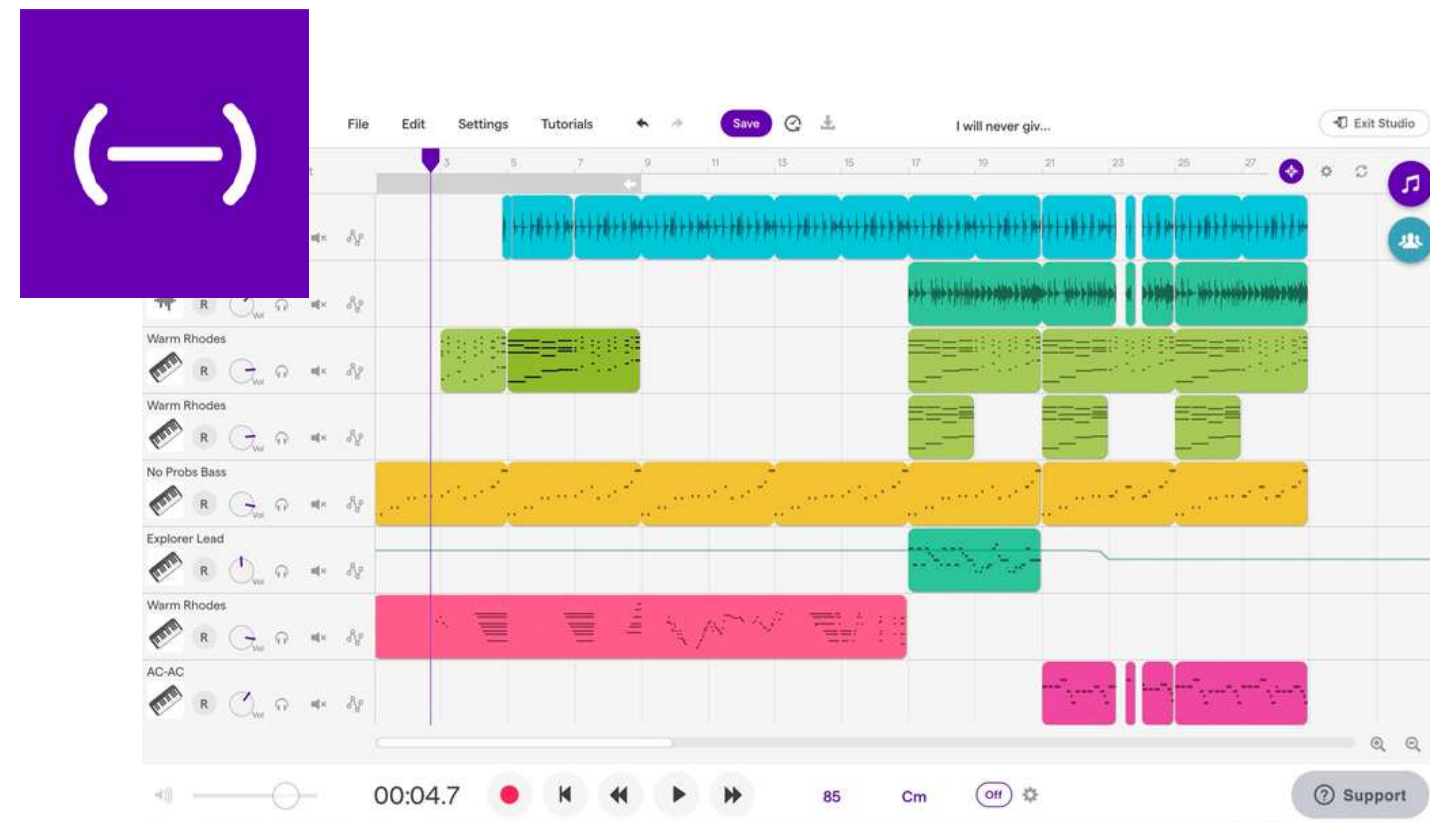 File Edit Settings Tutorials Save I will never giv... Exit Studio
t 3 5 7 9 11 13 15 17 19 21 23 25 27
R Vol
Warm Rhodes
R Vol
Warm Rhodes
R Vol
No Probs Bass
R Vol
Explorer Lead
R Vol
Warm Rhodes
R Vol
AC-AC
R Vol
00:04.7 85 Cm Off Support